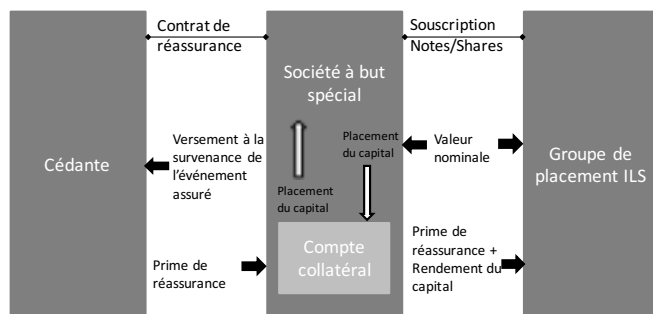 Contrat de
réassurance
Souscription
Notes/Shares
Société à but
spécial
Cédante
Versement à la
survenance de
l'événement
assuré
Placement
du capital
Placement
du capital
Valeur
nominale
Groupe de
placement ILS
Prime de
réassurance
Compte
collatéral
Prime de
réassurance +
Rendement du
capital